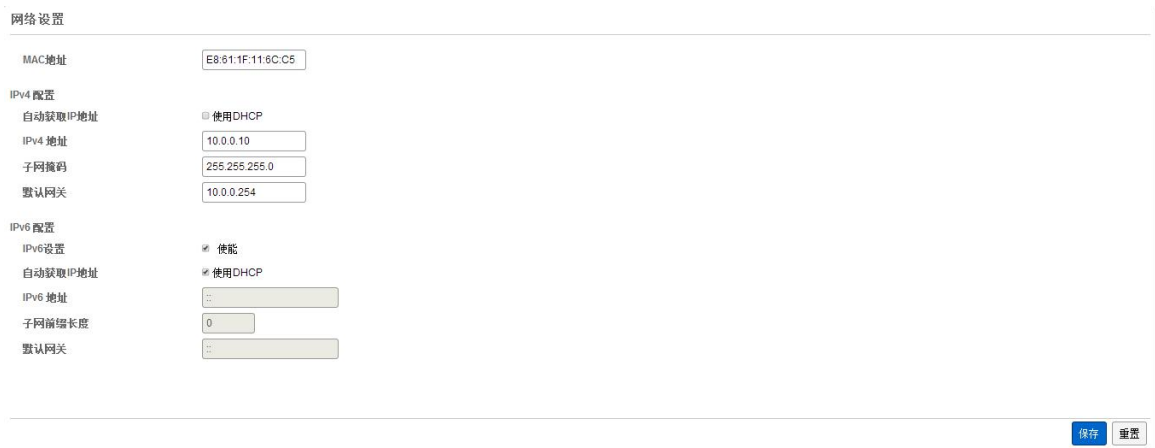 网络设置
MAC地址 E8:61:1F:11:6C:C5
IPv4 配置
自动获取IP地址 使用DHCP
IPv4 地址 10.0.0.10
子网掩码 255.255.255.0
默认网关 10.0.0.254
IPv6 配置
IPv6设置 使能
自动获取IP地址 使用DHCP
IPv6 地址 ::
子网前缀长度 0
默认网关 ::
保存 重置